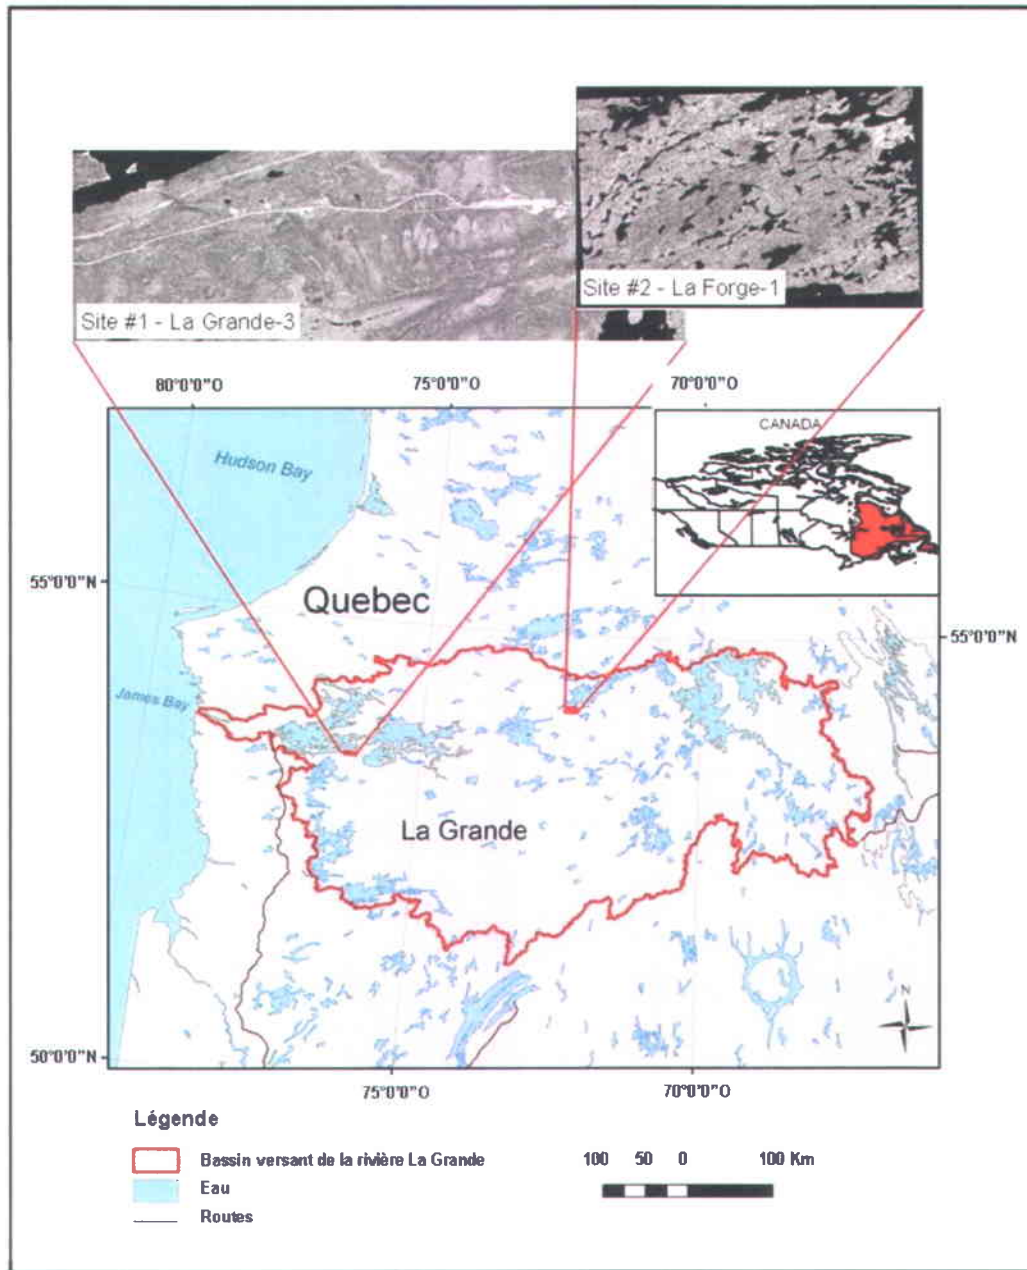 Site #1 - La Grande-3
Site #2 - La Forge-1
80°0'0"O
75°0'0"O
70°0'0"O
CANADA
Hudson Bay
55°0'0"N
Quebec
55°0'0"N
James Bay
La Grande
N
50°0'0"N
75°0'0"O
70°0'0"O
Légende
Bassin versant de la rivière La Grande
Eau
Routes
100 50 0 100 Km